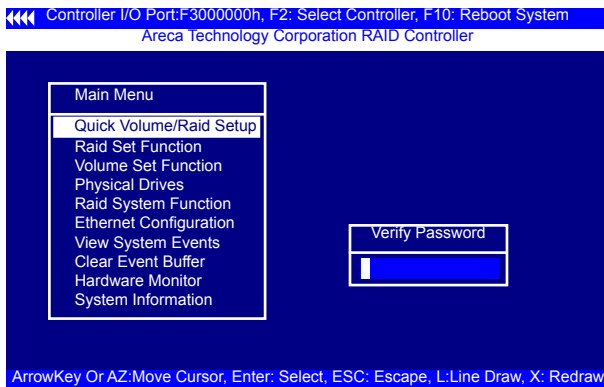 Controller I/O Port:F3000000h, F2: Select Controller, F10: Reboot System
Areca Technology Corporation RAID Controller
Main Menu
Quick Volume/Raid Setup
Raid Set Function
Volume Set Function
Physical Drives
Raid System Function
Ethernet Configuration
View System Events
Clear Event Buffer
Hardware Monitor
System Information
Verify Password
ArrowKey Or AZ:Move Cursor, Enter: Select, ESC: Escape, L:Line Draw, X: Redraw